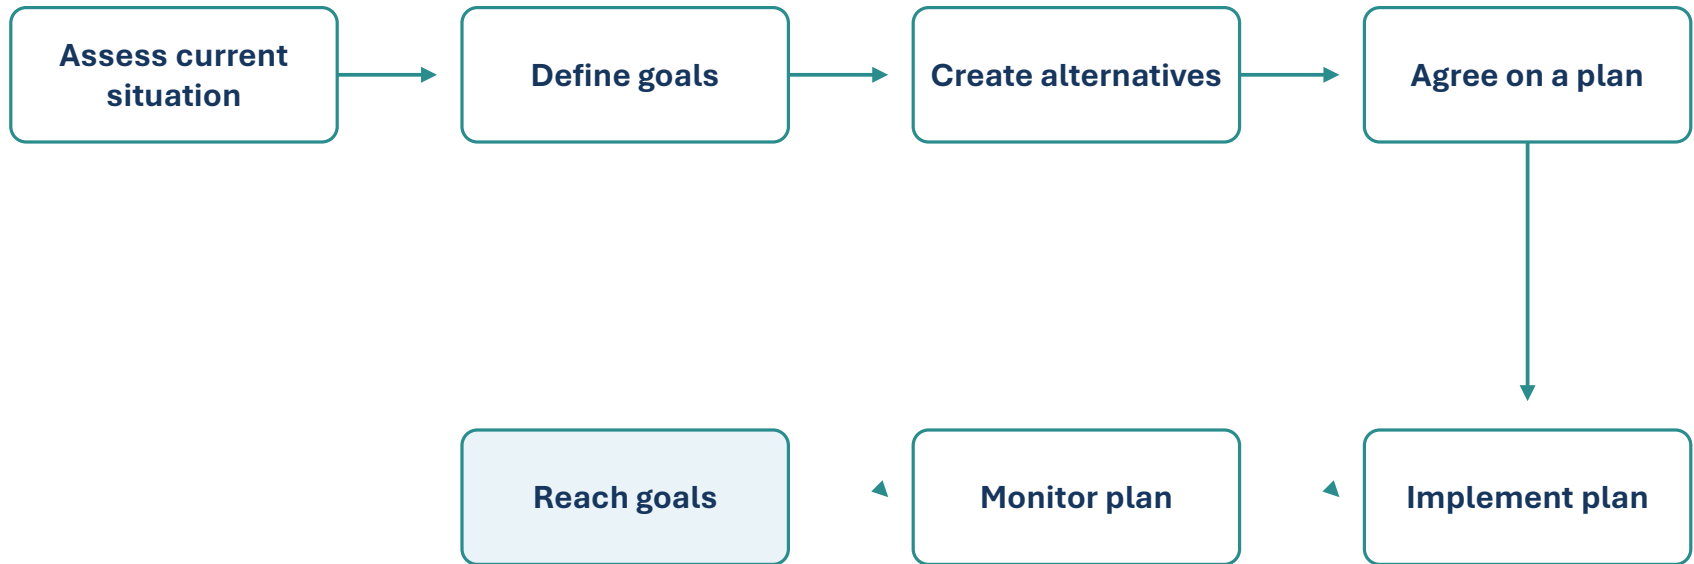 Assess current
situation
Define goals
Create alternatives
Agree on a plan
Reach goals
Monitor plan
Implement plan